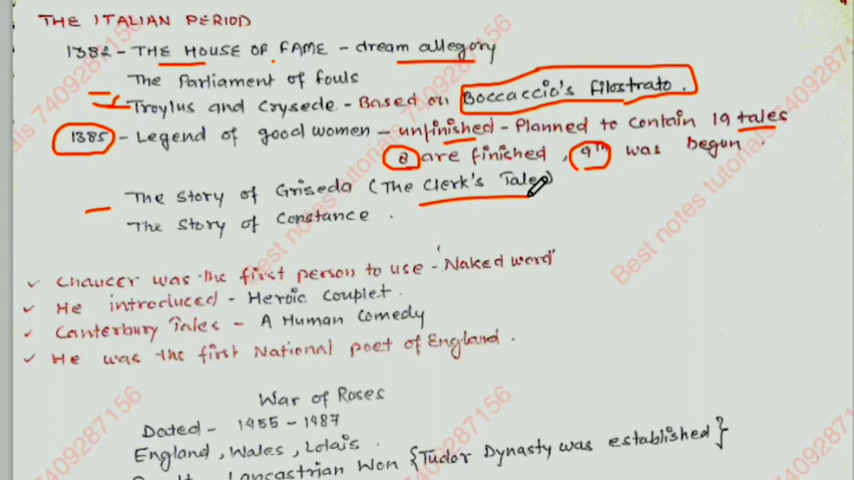 THE ITALIAN PERIOD
1382 - THE HOUSE OF FAME - dream allegory
The Parliament of fouls
Troylus and Crysede - Based on Boccaccio's filostrato.
1385 - Legend of good women - unfinished - Planned to contain 19 tales
8 are finished, 9th was begun.
The Story of Griseda (The Clerk's Tale)
The Story of Constance.
✓ Chaucer was the first person to use - 'Naked word'
✓ He introduced - Heroic couplet.
✓ Canterbury Tales - A Human Comedy
✓ He was the first National poet of England.
War of Roses
Dated - 1455 - 1487
England, Wales, Lolais.
Lancastrian Won {Tudor Dynasty was established}
Best notes tutorials 7409287156